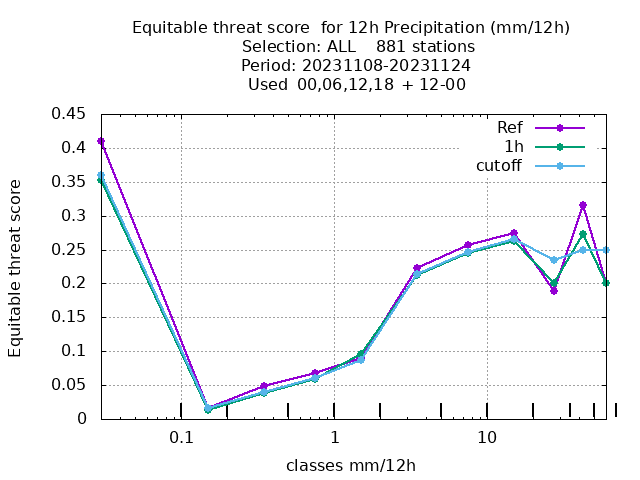 Equitable threat score  for 12h Precipitation (mm/12h)
Selection: ALL    881 stations
Period: 20231108-20231124
Used  00,06,12,18  + 12-00
Ref
1h
cutoff
0.45
0.4
0.35
0.3
0.25
0.2
0.15
0.1
0.05
0
Equitable threat score
0.1
1
10
classes mm/12h